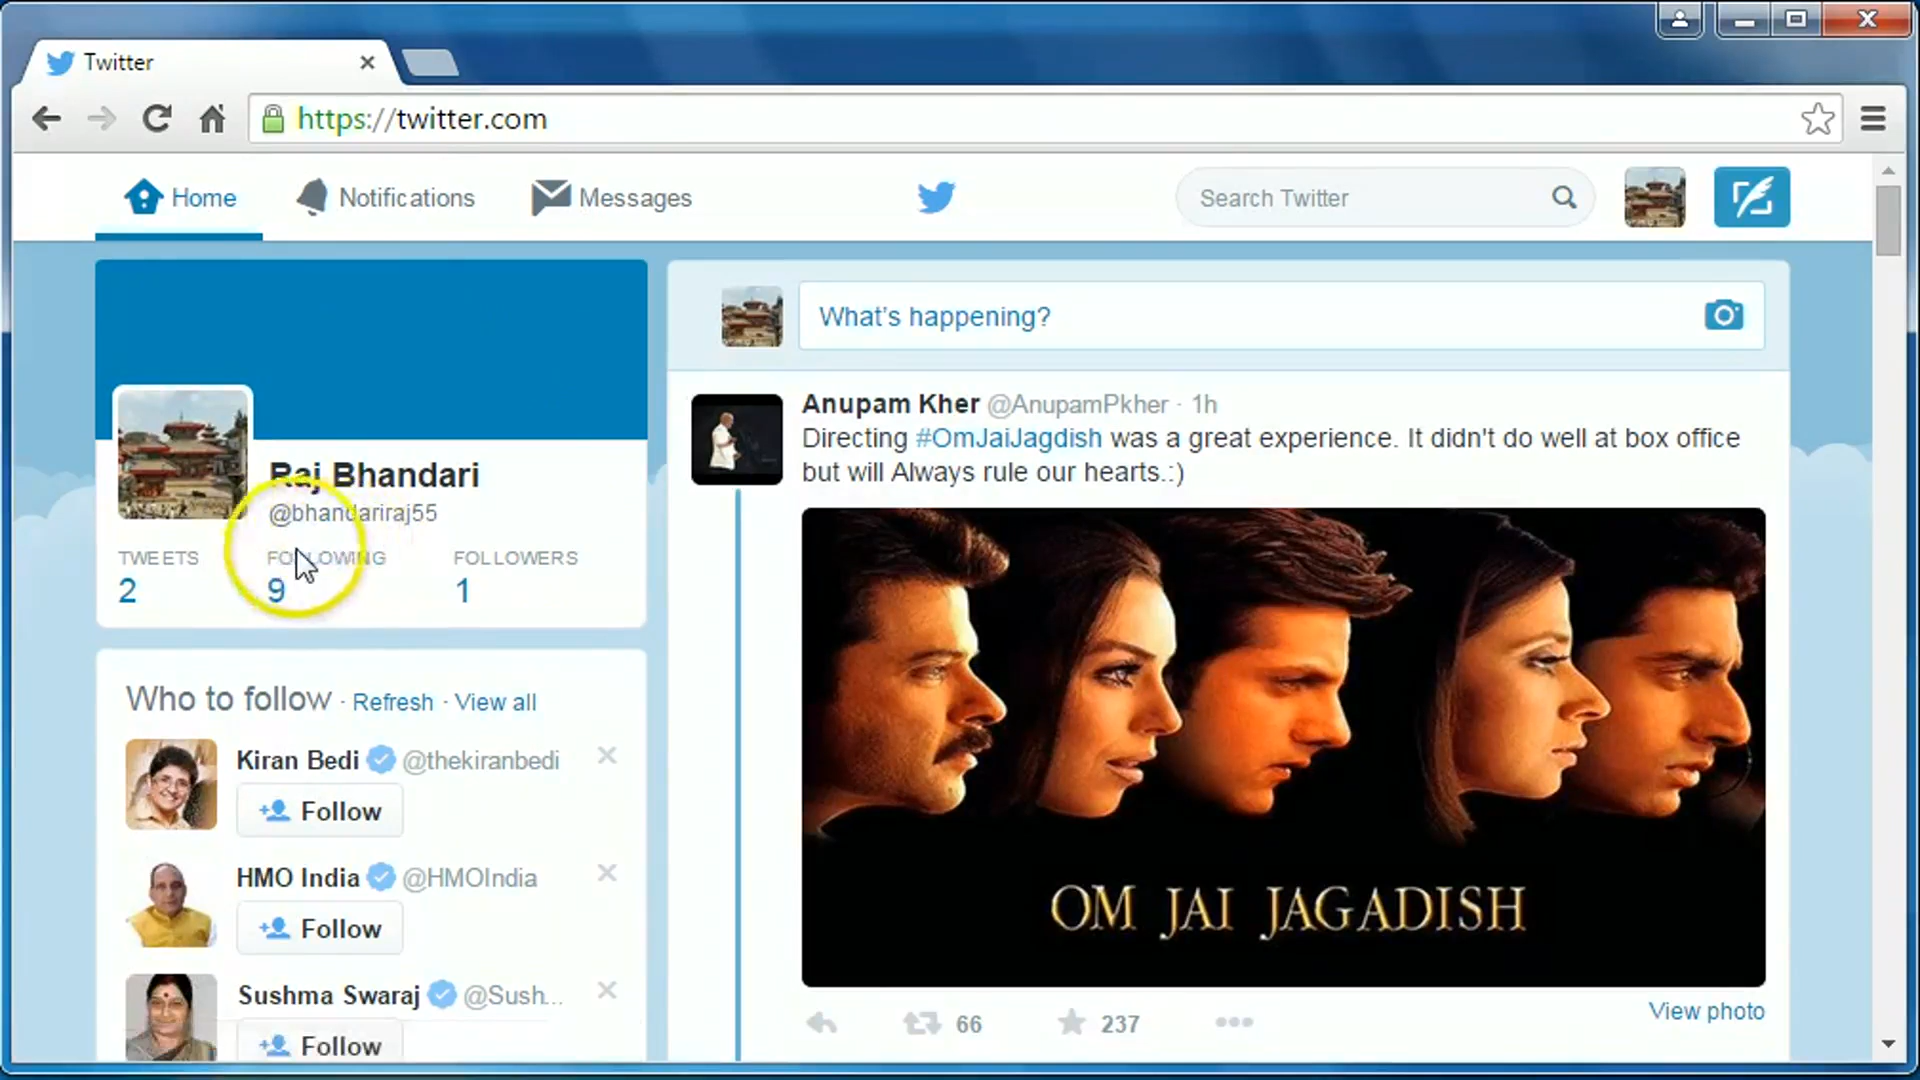 Twitter
https://twitter.com
Home
Notifications
Messages
Search Twitter
What's happening?
Raj Bhandari
@bhandariraj55
TWEETS
FOLLOWING
FOLLOWERS
2
9
1
Who to follow · Refresh · View all
Kiran Bedi @thekiranbedi
Follow
HMO India @HMOIndia
Follow
Sushma Swaraj @Sush...
Follow
Anupam Kher @AnupamPkher · 1h
Directing #OmJaiJagdish was a great experience. It didn't do well at box office
but will Always rule our hearts.:)
OM JAI JAGADISH
View photo
66
237